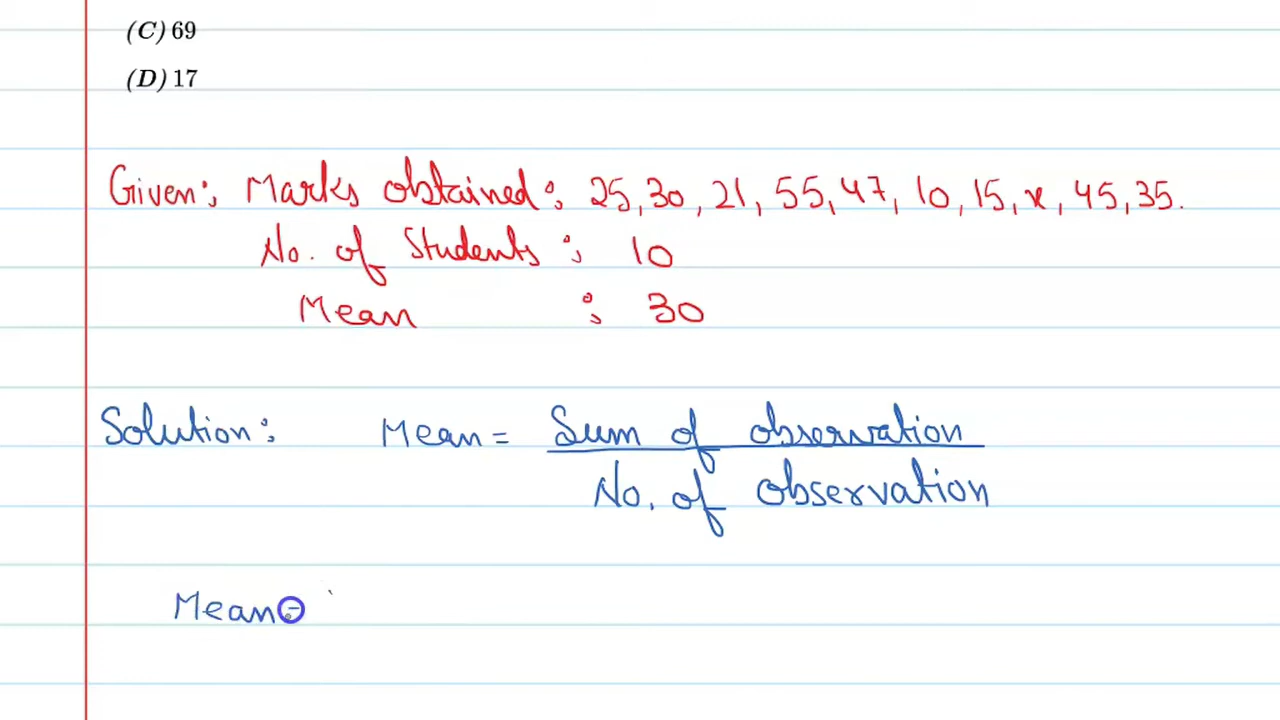 (C) 69
(D) 17
Given: Marks obtained: 25, 30, 21, 55, 47, 10, 15, x, 45, 35.
No. of Students : 10
Mean : 30
Solution: Mean = Sum of observation
No. of observation
Mean =